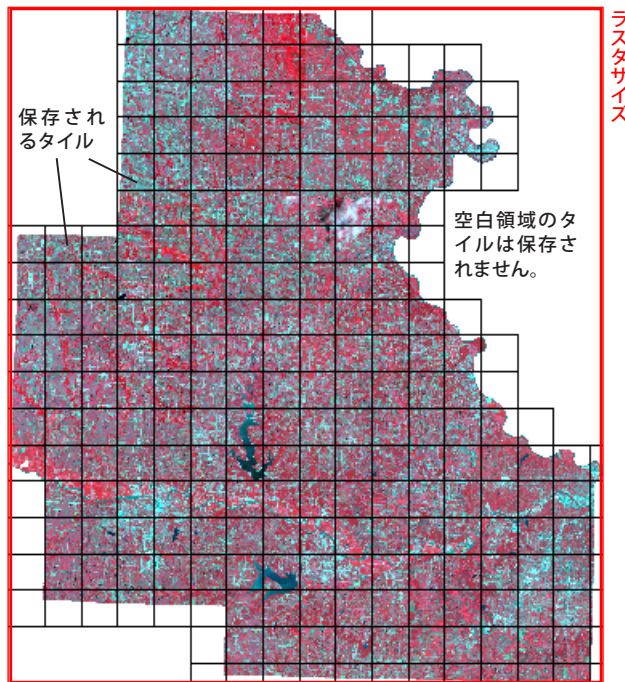 ラスタサイズ
保存され
るタイル
空白領域のタ
イルは保存さ
れません。